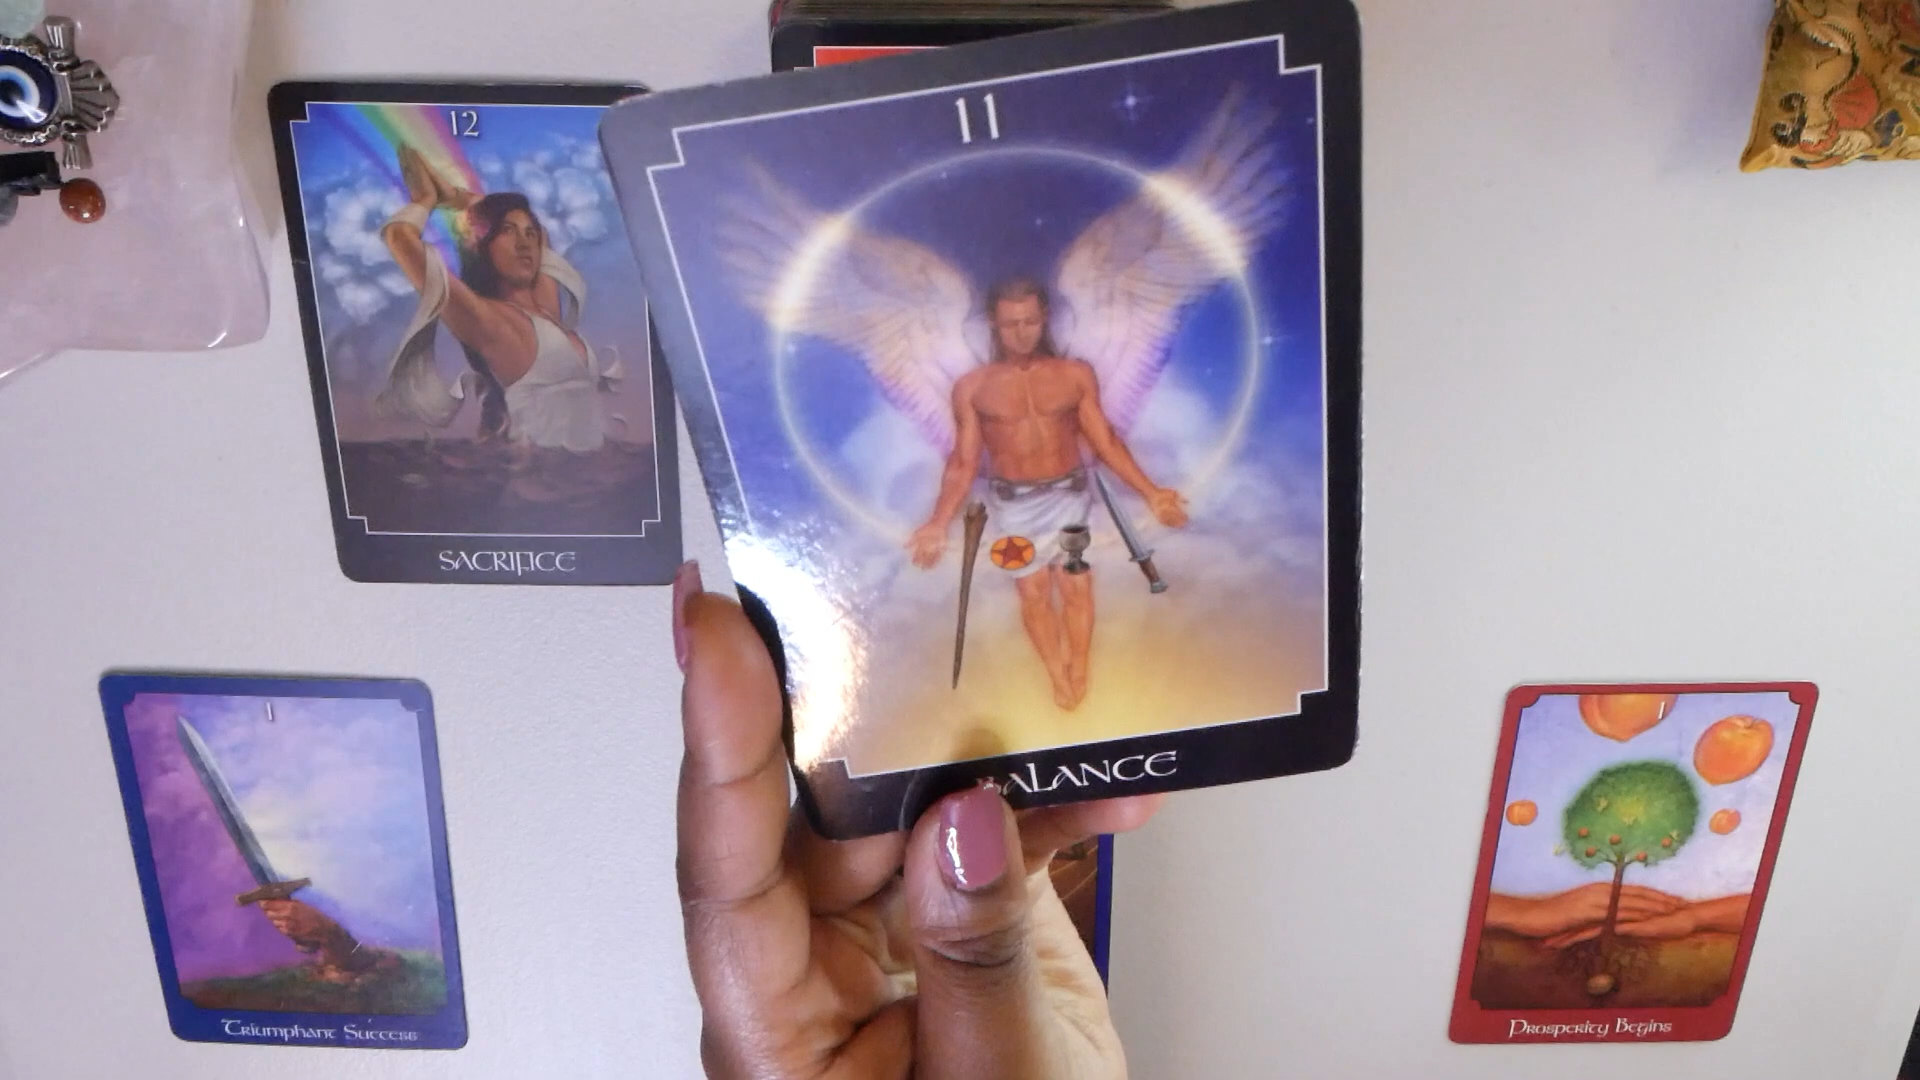 12
SACRIFICE
11
BALANCE
1
Triumphant Success
1
Prosperity Begins